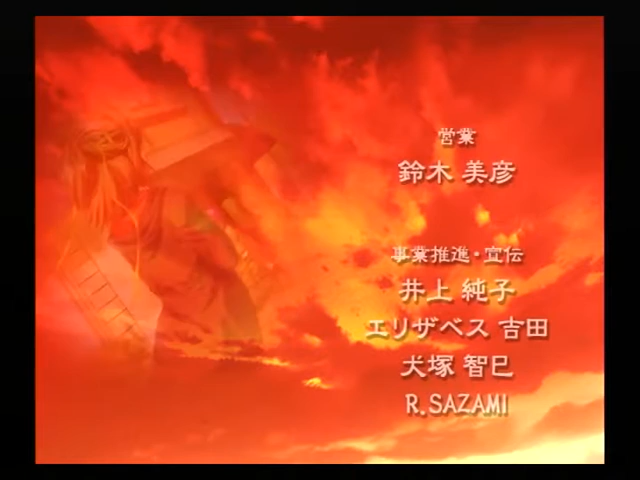 営業
鈴木 美彦
事業推進・宣伝
井上 純子
エリザベス 吉田
犬塚 智巳
R.SAZAMI